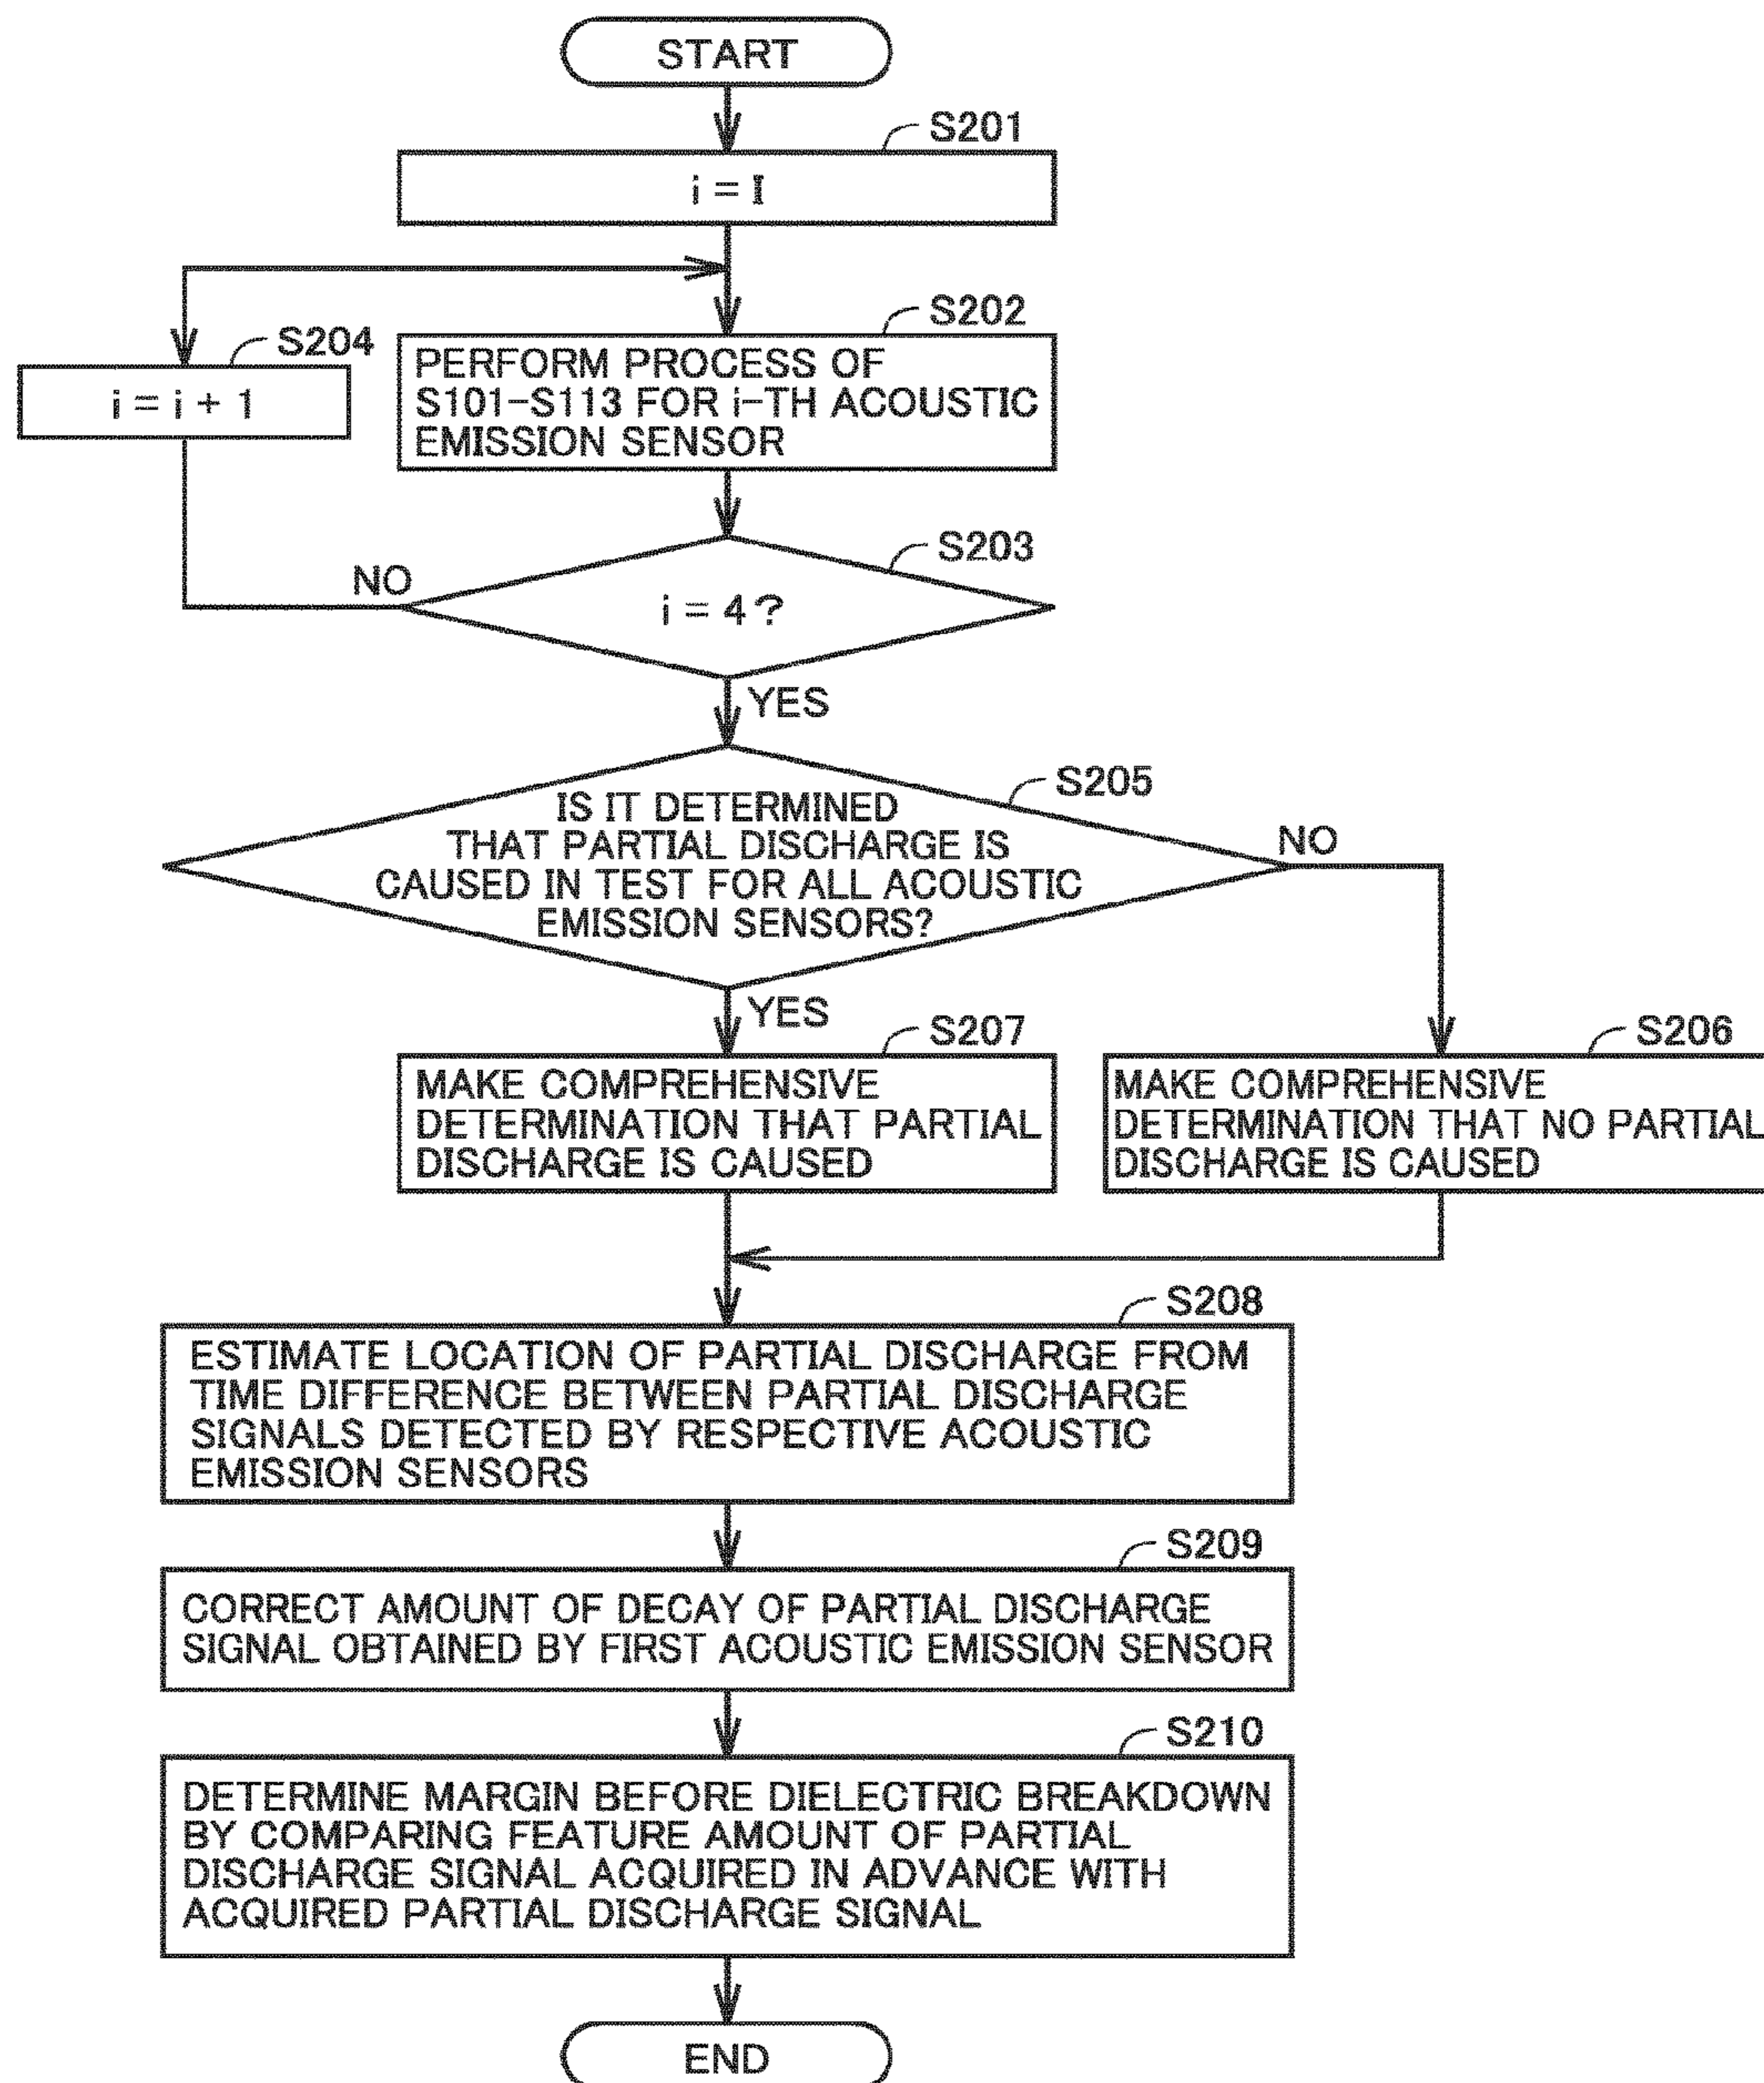 START
S201
i = I
S202
PERFORM PROCESS OF
S101-S113 FOR i-TH ACOUSTIC
EMISSION SENSOR
S204
i = i + 1
S203
i = 4 ?
NO
YES
S205
IS IT DETERMINED
THAT PARTIAL DISCHARGE IS
CAUSED IN TEST FOR ALL ACOUSTIC
EMISSION SENSORS?
NO
YES
S207
MAKE COMPREHENSIVE
DETERMINATION THAT PARTIAL
DISCHARGE IS CAUSED
S206
MAKE COMPREHENSIVE
DETERMINATION THAT NO PARTIAL
DISCHARGE IS CAUSED
S208
ESTIMATE LOCATION OF PARTIAL DISCHARGE FROM
TIME DIFFERENCE BETWEEN PARTIAL DISCHARGE
SIGNALS DETECTED BY RESPECTIVE ACOUSTIC
EMISSION SENSORS
S209
CORRECT AMOUNT OF DECAY OF PARTIAL DISCHARGE
SIGNAL OBTAINED BY FIRST ACOUSTIC EMISSION SENSOR
S210
DETERMINE MARGIN BEFORE DIELECTRIC BREAKDOWN
BY COMPARING FEATURE AMOUNT OF PARTIAL
DISCHARGE SIGNAL ACQUIRED IN ADVANCE WITH
ACQUIRED PARTIAL DISCHARGE SIGNAL
END